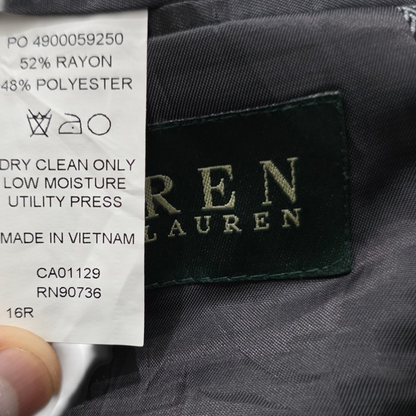 PO 4900059250
52% RAYON
48% POLYESTER
DRY CLEAN ONLY
LOW MOISTURE
UTILITY PRESS
MADE IN VIETNAM
CA01129
RN90736
16R
REN
LAUREN